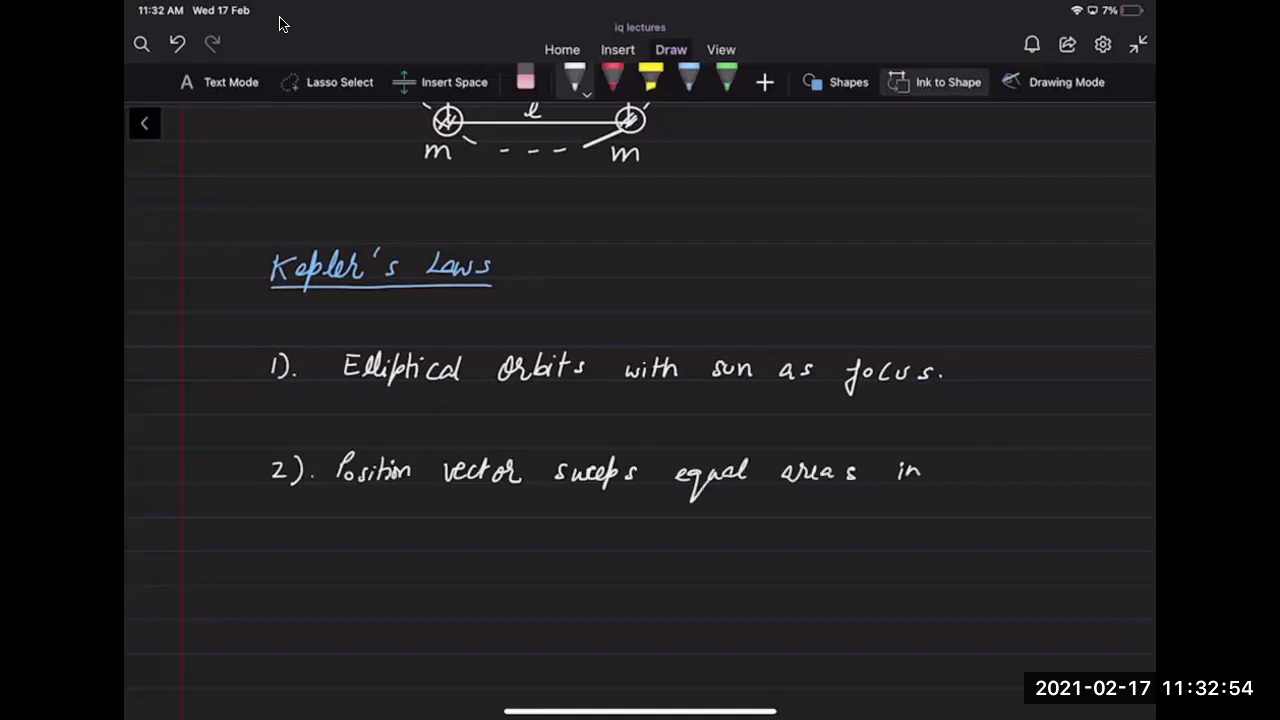 11:32 AM Wed 17 Feb
7%
iq lectures
Home Insert Draw View
Text Mode Lasso Select Insert Space Shapes Ink to Shape Drawing Mode
l
m m
Kepler's Laws
1). Elliptical Orbits with sun as focus.
2). Position vector sweeps equal areas in
2021-02-17 11:32:54